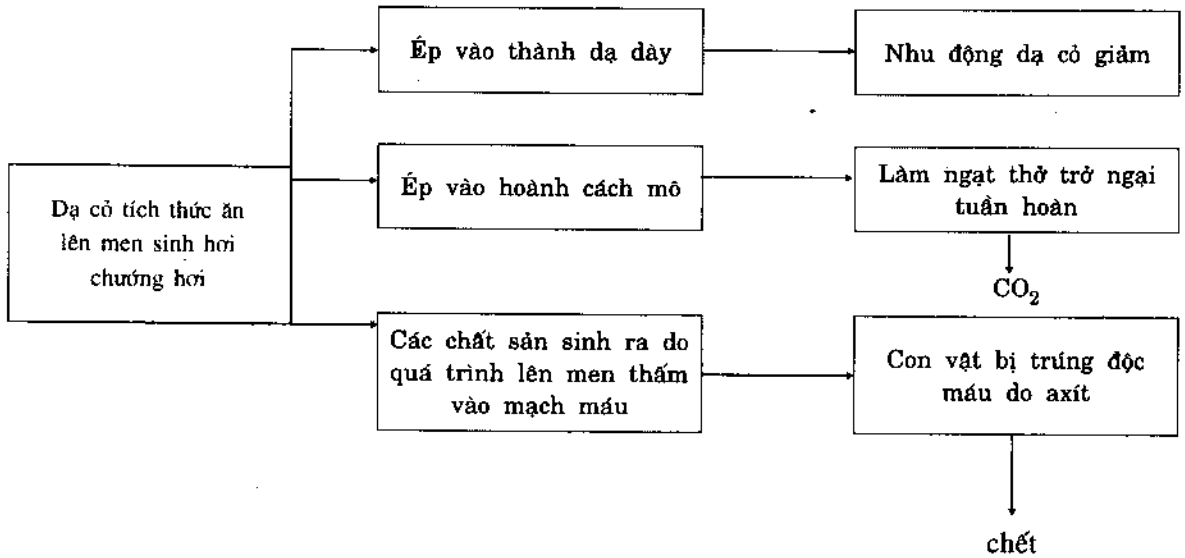 Ép vào thành dạ dày
Nhu động dạ cỏ giảm
Dạ cỏ tích thức ăn
lên men sinh hơi
chướng hơi
Ép vào hoành cách mô
Làm ngạt thở trở ngại
tuần hoàn
CO₂
Các chất sản sinh ra do
quá trình lên men thấm
vào mạch máu
Con vật bị trúng độc
máu do axít
chết